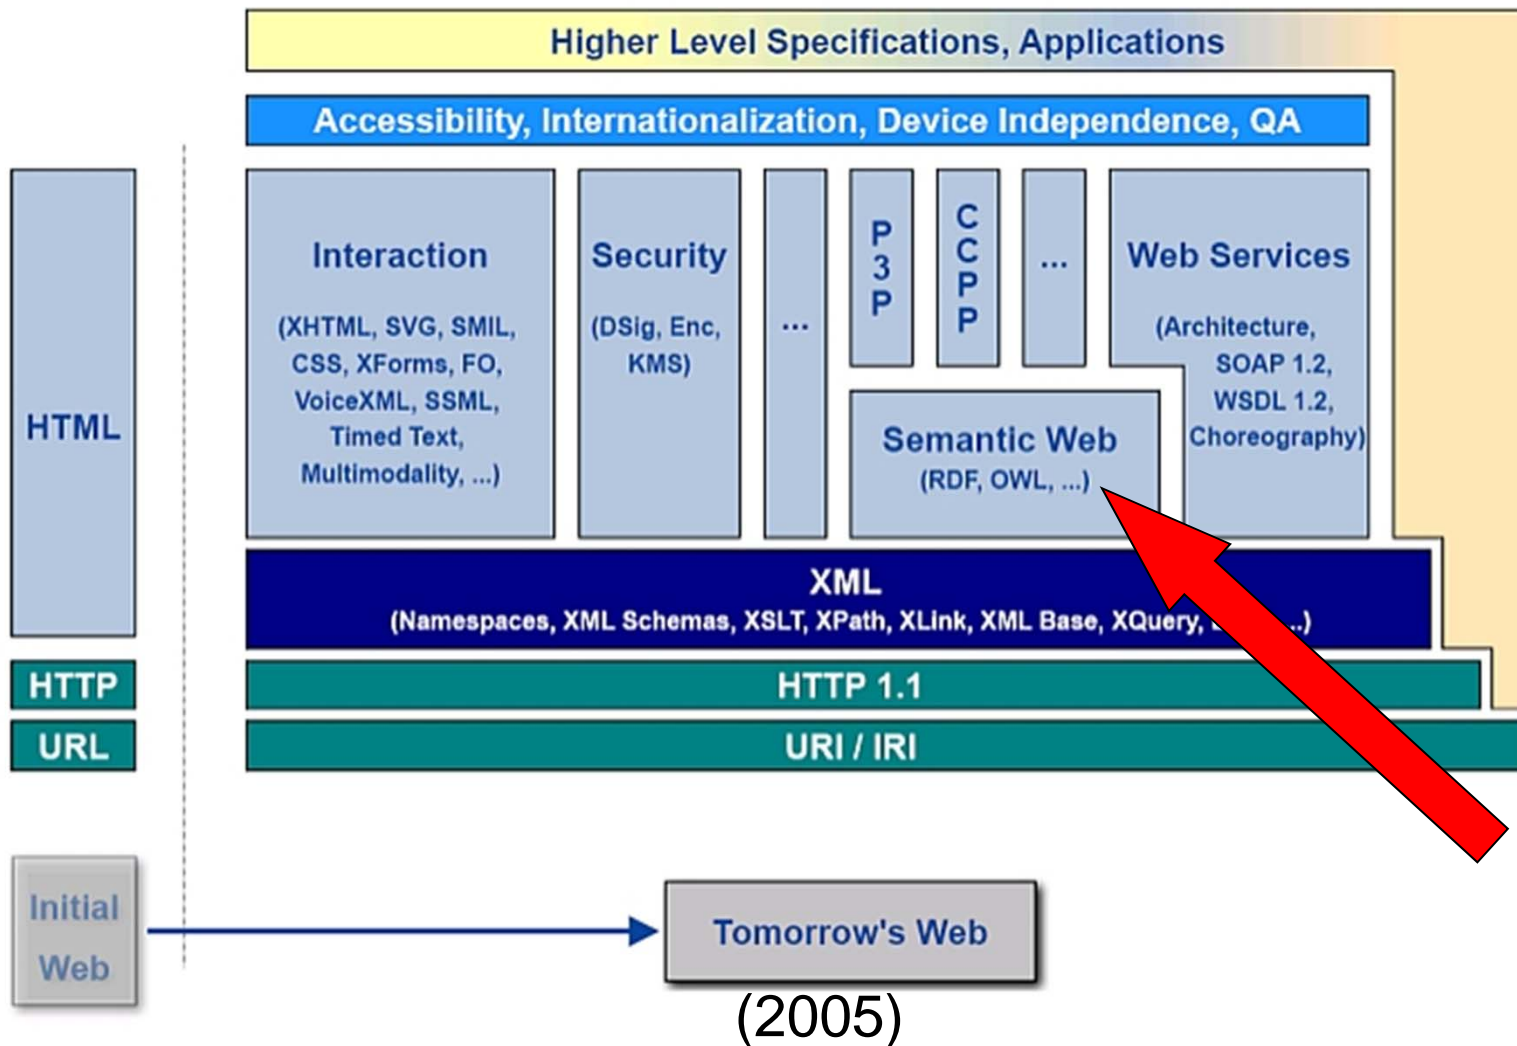 Higher Level Specifications, Applications
Accessibility, Internationalization, Device Independence, QA
HTML
HTTP
URL
Interaction
(XHTML, SVG, SMIL,
CSS, XForms, FO,
VoiceXML, SSML,
Timed Text,
Multimodality, ...)
Security
(DSig, Enc,
KMS)
...
P
3
P
C
C
P
P
...
Web Services
(Architecture,
SOAP 1.2,
WSDL 1.2,
Choreography)
Semantic Web
(RDF, OWL, ...)
XML
(Namespaces, XML Schemas, XSLT, XPath, XLink, XML Base, XQuery, ..)
HTTP 1.1
URI / IRI
Initial
Web
Tomorrow's Web
(2005)